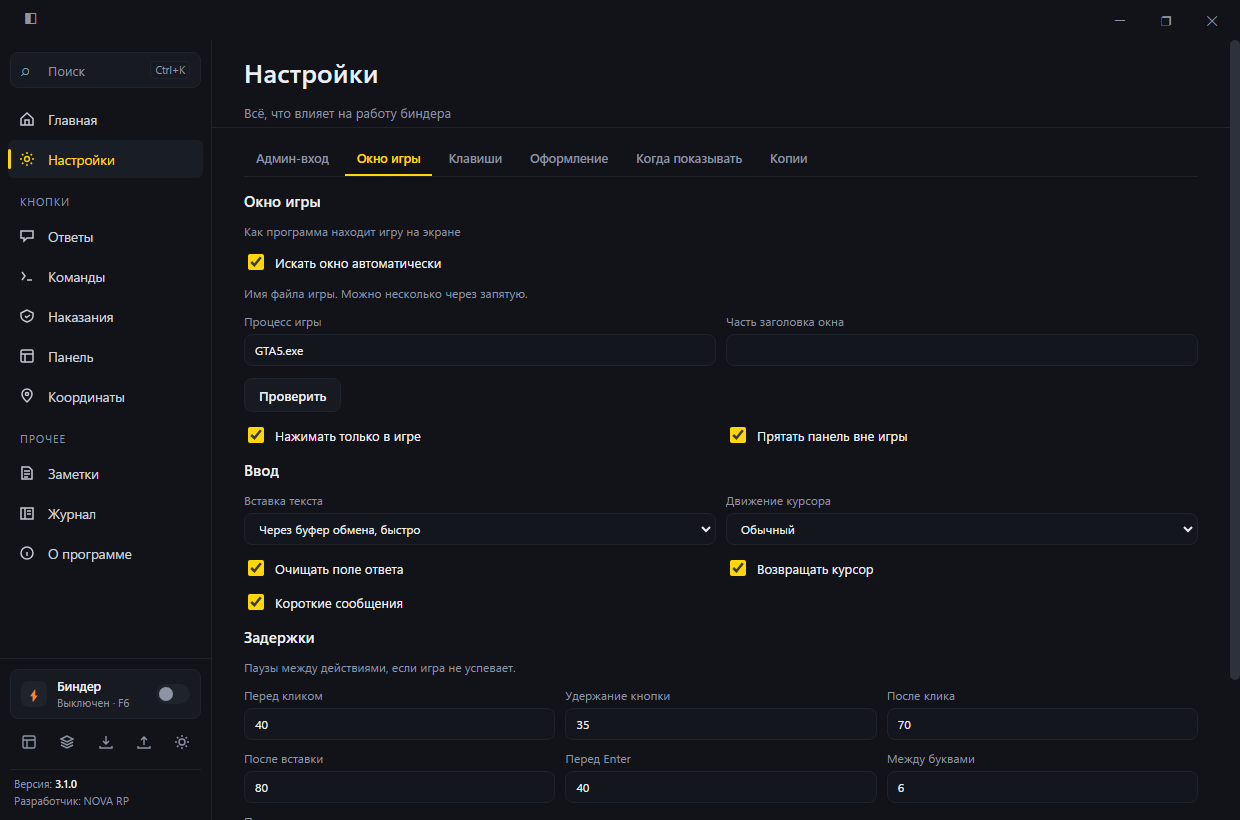 Поиск
Ctrl+K
Главная
Настройки
КНОПКИ
Ответы
Команды
Наказания
Панель
Координаты
ПРОЧЕЕ
Заметки
Журнал
О программе
Биндер
Выключен · F6
Версия: 3.1.0
Разработчик: NOVA RP
Настройки
Всё, что влияет на работу биндера
Админ-вход Окно игры Клавиши Оформление Когда показывать Копии
Окно игры
Как программа находит игру на экране
Искать окно автоматически
Имя файла игры. Можно несколько через запятую.
Процесс игры Часть заголовка окна
GTA5.exe
Проверить
Нажимать только в игре Прятать панель вне игры
Ввод
Вставка текста Движение курсора
Через буфер обмена, быстро Обычный
Очищать поле ответа Возвращать курсор
Короткие сообщения
Задержки
Паузы между действиями, если игра не успевает.
Перед кликом Удержание кнопки После клика
40 35 70
После вставки Перед Enter Между буквами
80 40 6